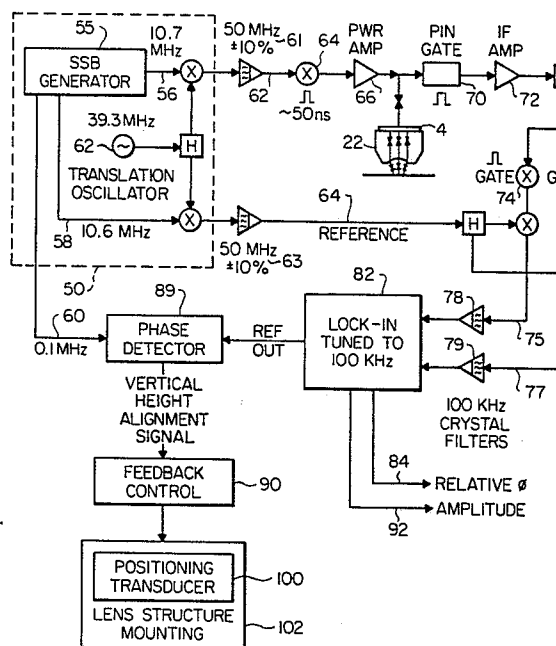 55
10.7
MHz
50 MHz
±10%
61
64
PWR
AMP
PIN
GATE
IF
AMP
SSB
GENERATOR
56
62
~50ns
66
70
72
39.3 MHz
62
H
4
22
TRANSLATION
OSCILLATOR
GATE
74
G
58
10.6 MHz
64
REFERENCE
H
50 MHz
±10%
63
50
82
89
60
0.1 MHz
PHASE
DETECTOR
REF
OUT
LOCK-IN
TUNED TO
100 KHz
78
75
79
77
VERTICAL
HEIGHT
ALIGNMENT
SIGNAL
100 KHz
CRYSTAL
FILTERS
FEEDBACK
CONTROL
90
84
RELATIVE ø
92
AMPLITUDE
POSITIONING
TRANSDUCER
100
LENS STRUCTURE
MOUNTING
102